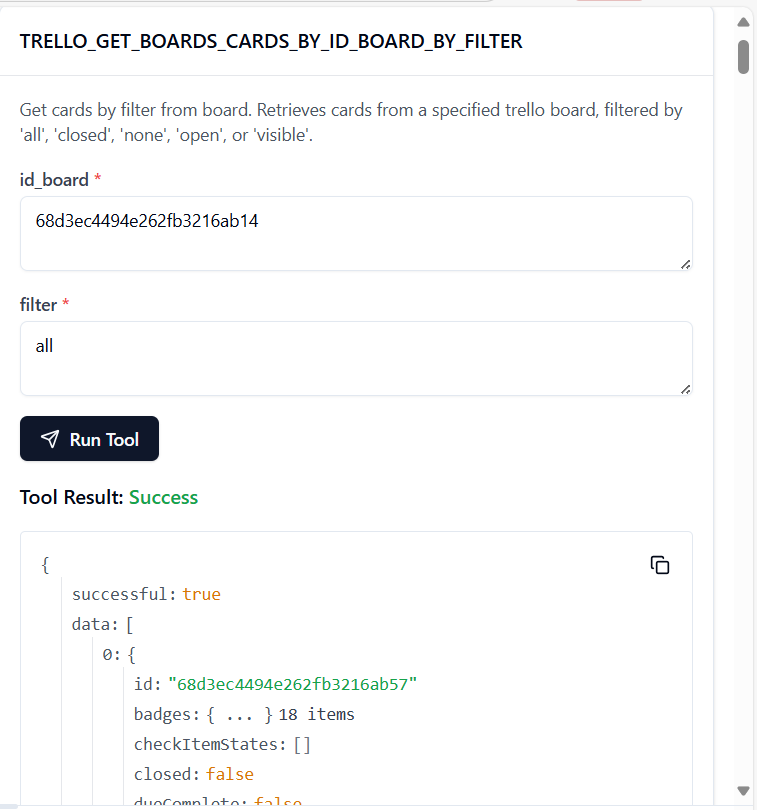 TRELLO_GET_BOARDS_CARDS_BY_ID_BOARD_BY_FILTER
Get cards by filter from board. Retrieves cards from a specified trello board, filtered by
'all', 'closed', 'none', 'open', or 'visible'.
id_board *
68d3ec4494e262fb3216ab14
filter *
all
Run Tool
Tool Result: Success
{
successful: true
data: [
0: {
id: "68d3ec4494e262fb3216ab57"
badges: { ... } 18 items
checkItemStates: []
closed: false
dueComplete: false